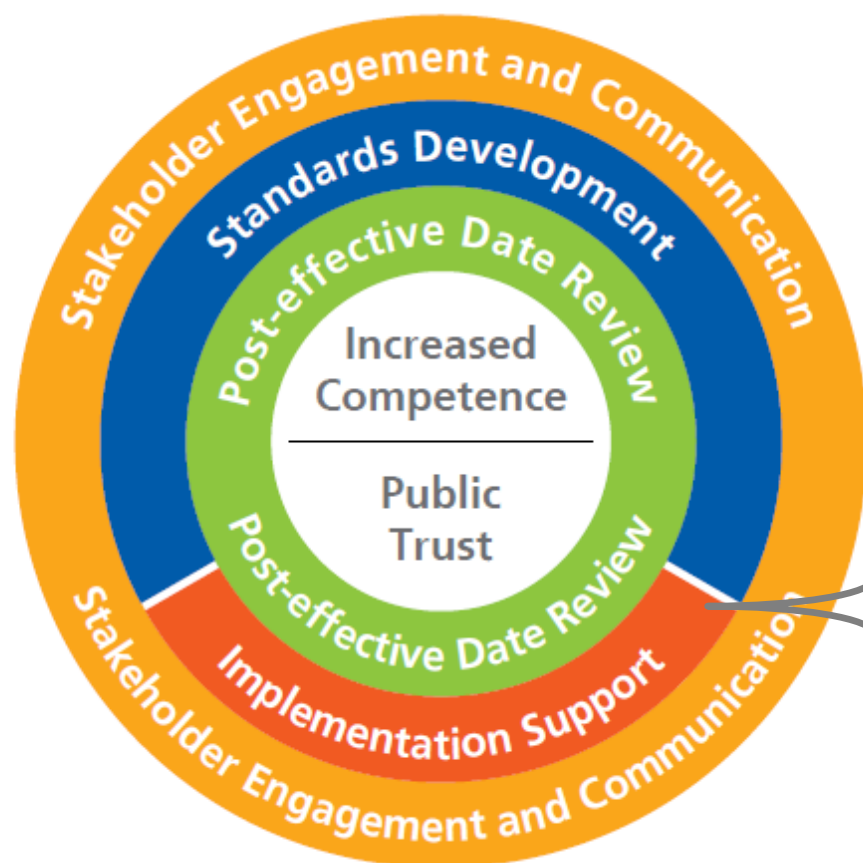 Stakeholder Engagement and Communication
Standards Development
Post-effective Date Review
Increased
Competence
Public
Trust
Post-effective Date Review
Implementation Support
Stakeholder Engagement and Communication